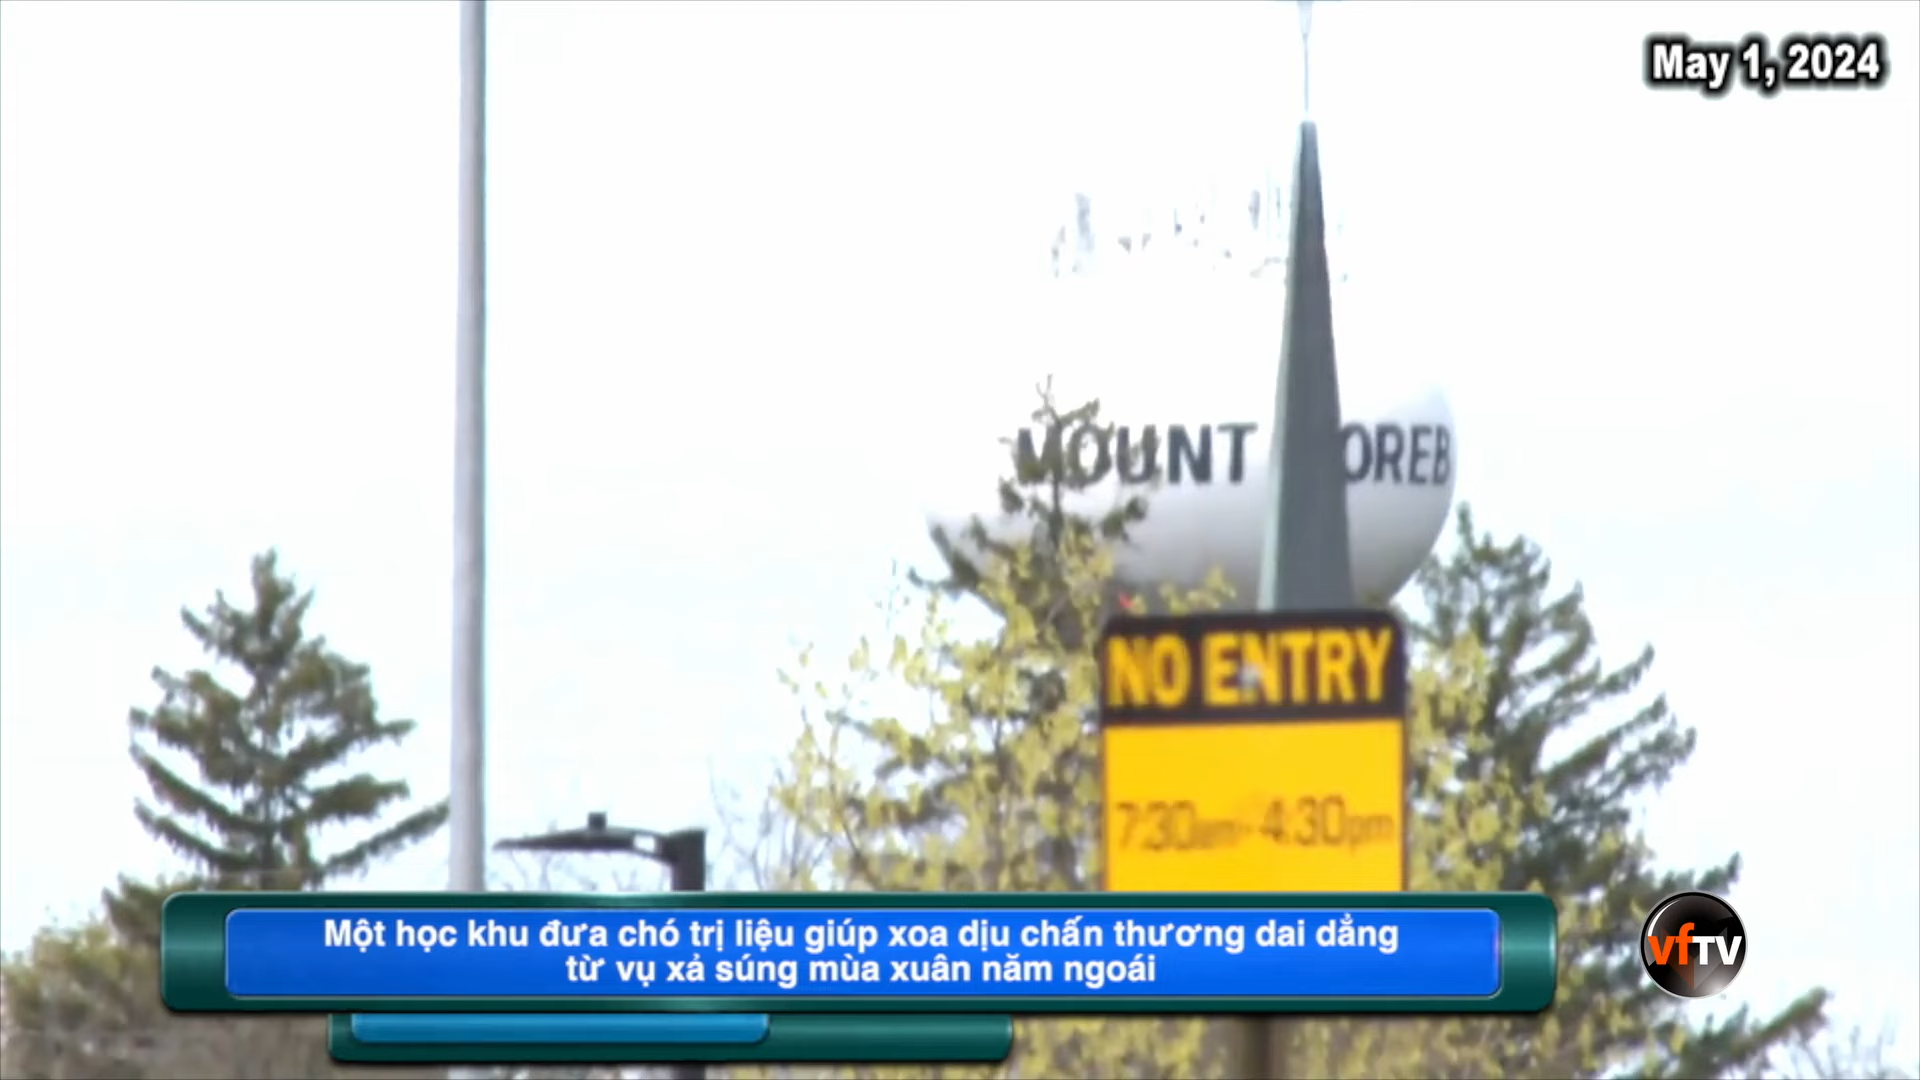 May 1, 2024
MOUNT OREB
NO ENTRY
7:30am - 4:30pm
Một học khu đưa chó trị liệu giúp xoa dịu chấn thương dai dẳng
từ vụ xả súng mùa xuân năm ngoái
vfTV